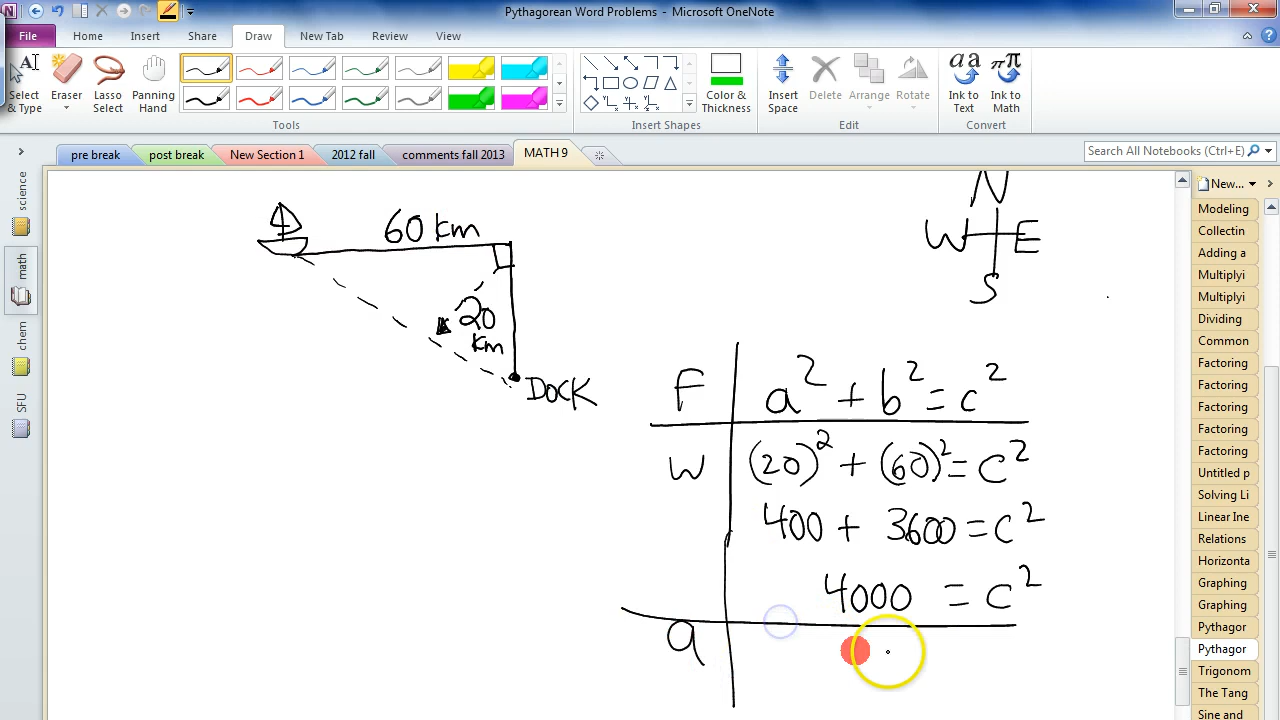 Pythagorean Word Problems - Microsoft OneNote
File Home Insert Share Draw New Tab Review View
Select & Type
Eraser
Lasso Select
Panning Hand
Color & Thickness
Insert Space
Delete
Arrange
Rotate
Ink to Text
Ink to Math
Tools
Insert Shapes
Edit
Convert
pre break
post break
New Section 1
2012 fall
comments fall 2013
MATH 9
Search All Notebooks (Ctrl+E)
science
math
chem
SFU
New...
Modeling
Collectin
Adding a
Multiplyi
Multiplyi
Dividing
Common
Factoring
Factoring
Factoring
Factoring
Factoring
Untitled p
Solving Li
Linear Ine
Relations
Horizonta
Graphing
Graphing
Pythagor
Pythagor
Trigonom
The Tang
Sine and
60 km
20
km
DOCK
N
W E
S
F a² + b² = c²
W (20)² + (60)² = c²
400 + 3600 = c²
4000 = c²
a